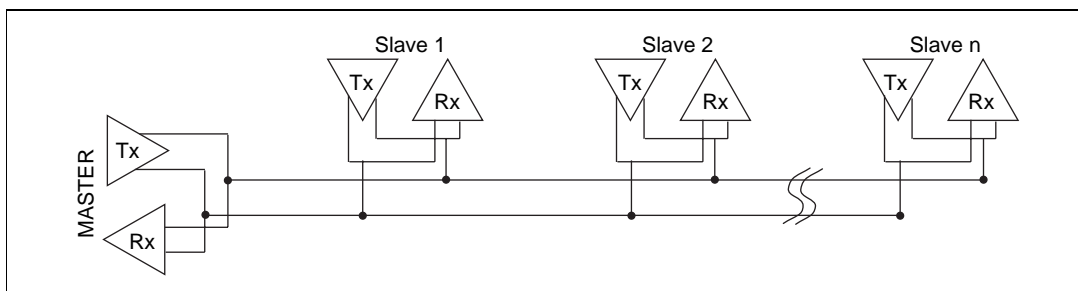 Slave 1
Slave 2
Slave n
Tx
Rx
Tx
Rx
Tx
Rx
MASTER
Tx
Rx